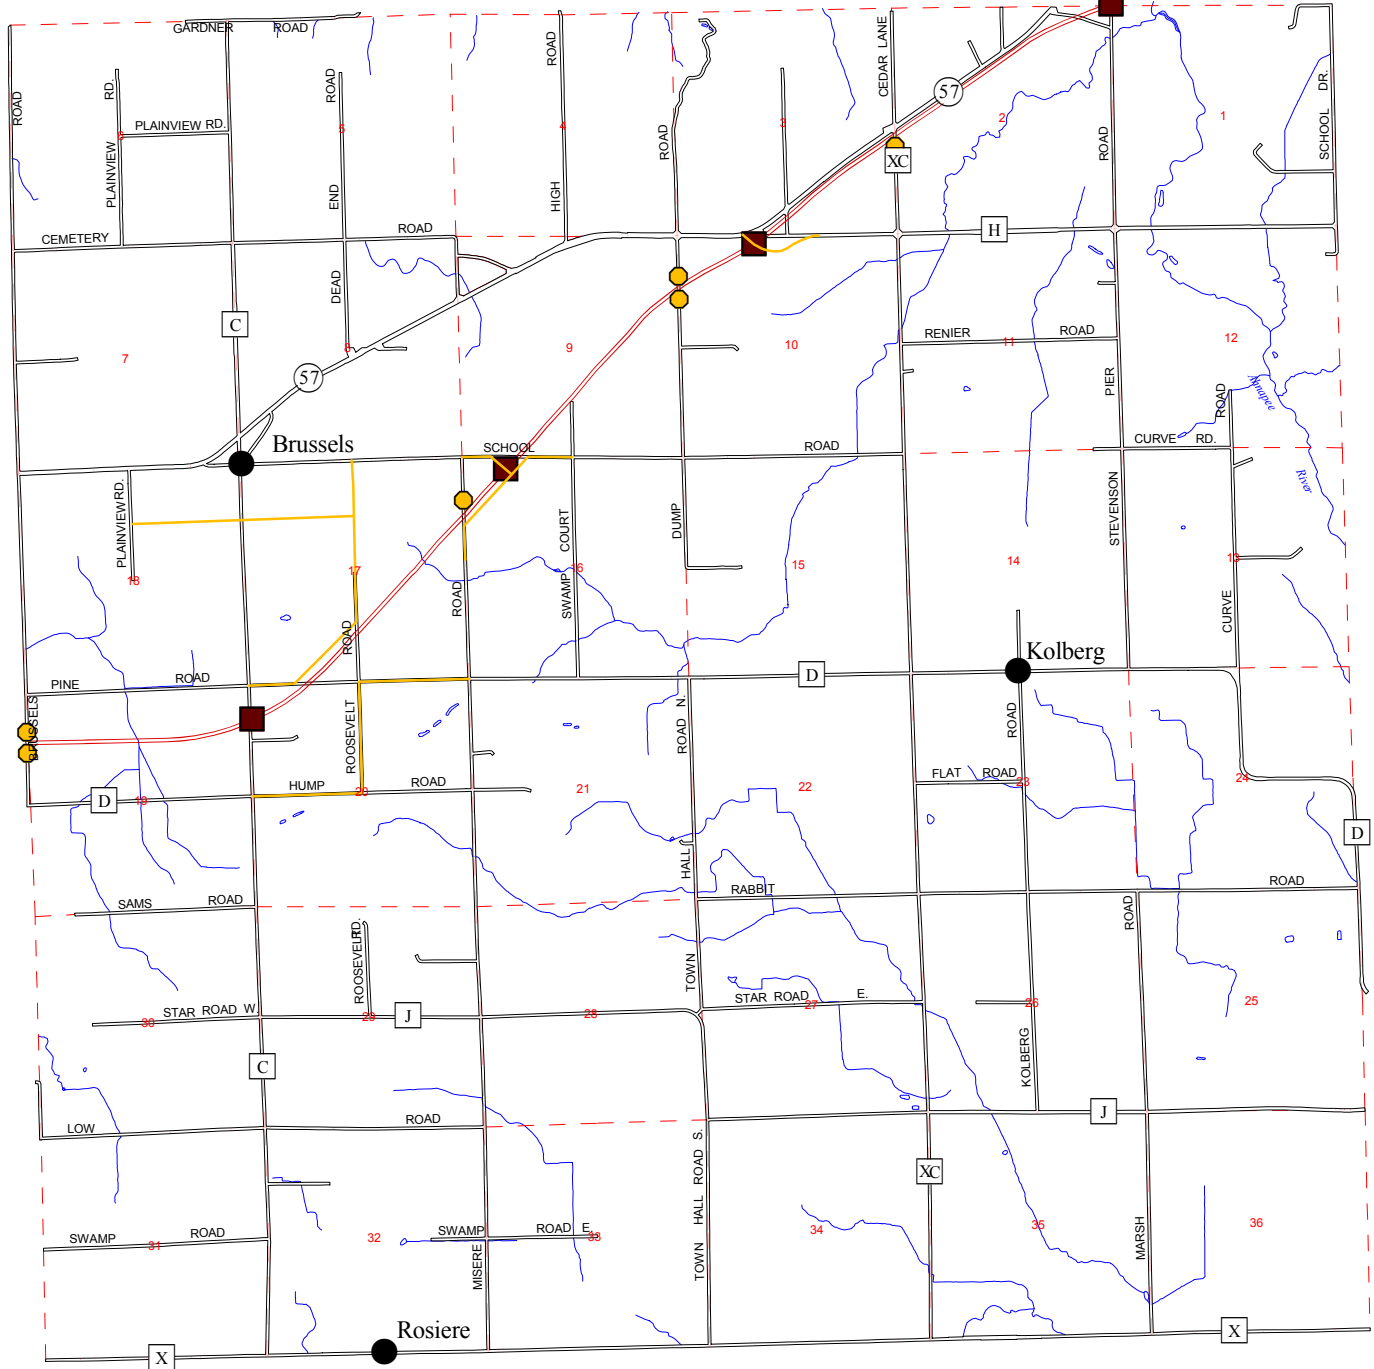 GARDNER ROAD
ROAD
PLAINVIEW RD.
PLAINVIEW RD.
ROAD
DEAD END
HIGH ROAD
ROAD
CEDAR LANE
57
XC
ROAD
SCHOOL DR.
6
5
4
3
2
1
CEMETERY ROAD
H
C
57
7
8
9
10
11
12
RENIER ROAD
PIER
STEVENSON
Ahnapee
River
Brussels
SCHOOL ROAD
CURVE RD.
ROAD
CURVE
PLAINVIEW RD.
ROAD
SWAMP COURT
DUMP
18
17
16
15
14
13
ROAD
Kolberg
PINE ROAD
D
BRUSSELS
ROOSEVELT
ROAD N.
ROAD
HUMP ROAD
FLAT ROAD
D
19
20
21
22
23
24
D
HALL
RABBIT ROAD
SAMS ROAD
ROOSEVELT RD.
TOWN
ROAD
STAR ROAD W.
J
STAR ROAD E.
30
29
28
27
26
25
C
KOLBERG
LOW ROAD
J
TOWN HALL ROAD S.
XC
SWAMP ROAD
SWAMP ROAD E.
31
32
33
34
35
36
MISERE
MARSH
Rosiere
X
X